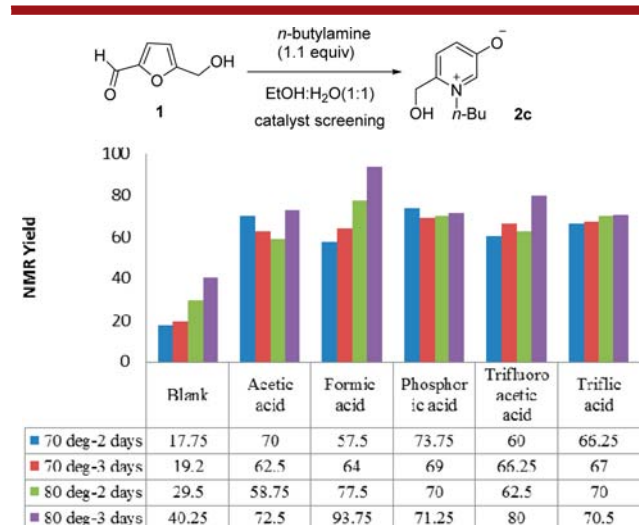 n-butylamine
(1.1 equiv)
EtOH:H₂O(1:1)
catalyst screening
H
O
O
OH
1
O⁻
N⁺
OH
n-Bu
2c
NMR Yield
100
80
60
40
20
0
Blank
Acetic acid
Formic acid
Phosphor ic acid
Trifluoro acetic acid
Triflic acid
70 deg-2 days 17.75 70 57.5 73.75 60 66.25
70 deg-3 days 19.2 62.5 64 69 66.25 67
80 deg-2 days 29.5 58.75 77.5 70 62.5 70
80 deg-3 days 40.25 72.5 93.75 71.25 80 70.5